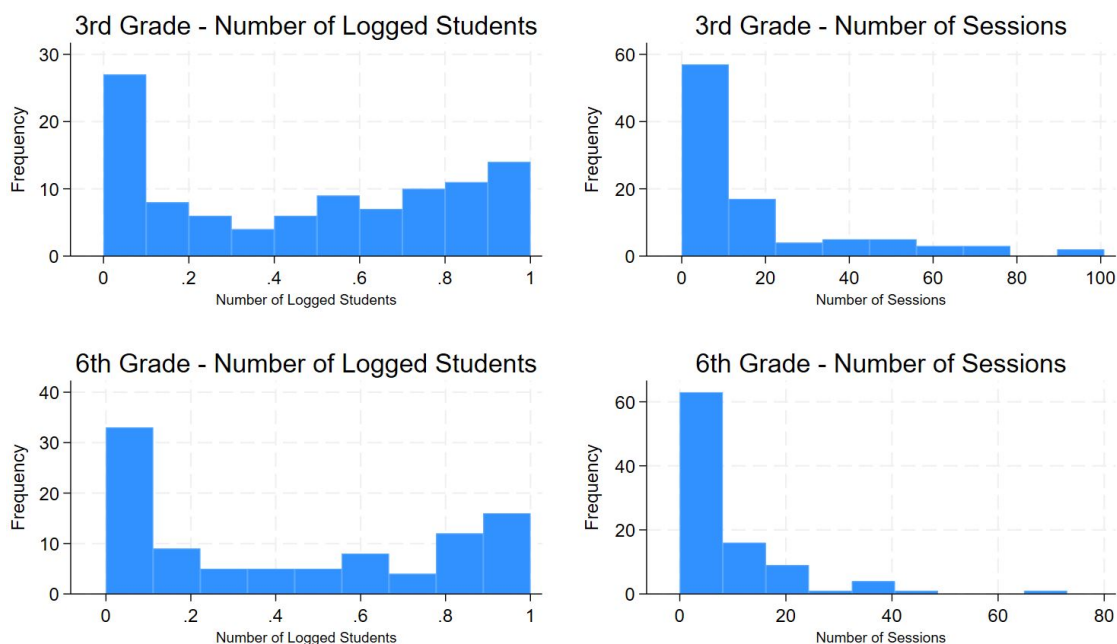 3rd Grade - Number of Logged Students
Frequency
30
20
10
0
0 .2 .4 .6 .8 1
Number of Logged Students
3rd Grade - Number of Sessions
Frequency
60
40
20
0
0 20 40 60 80 100
Number of Sessions
6th Grade - Number of Logged Students
Frequency
40
30
20
10
0
0 .2 .4 .6 .8 1
Number of Logged Students
6th Grade - Number of Sessions
Frequency
60
40
20
0
0 20 40 60 80
Number of Sessions